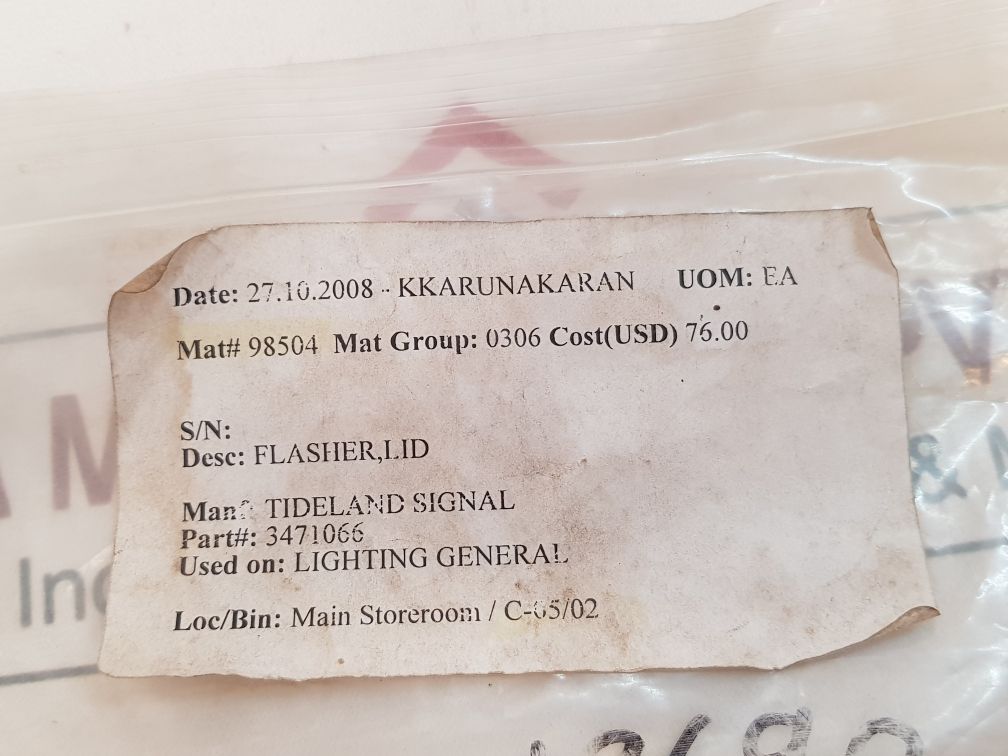 Date: 27.10.2008 - KKARUNAKARAN UOM: EA
Mat# 98504 Mat Group: 0306 Cost(USD) 76.00
S/N:
Desc: FLASHER,LID
Manf: TIDELAND SIGNAL
Part#: 3471066
Used on: LIGHTING GENERAL
Loc/Bin: Main Storeroom / C-05/02